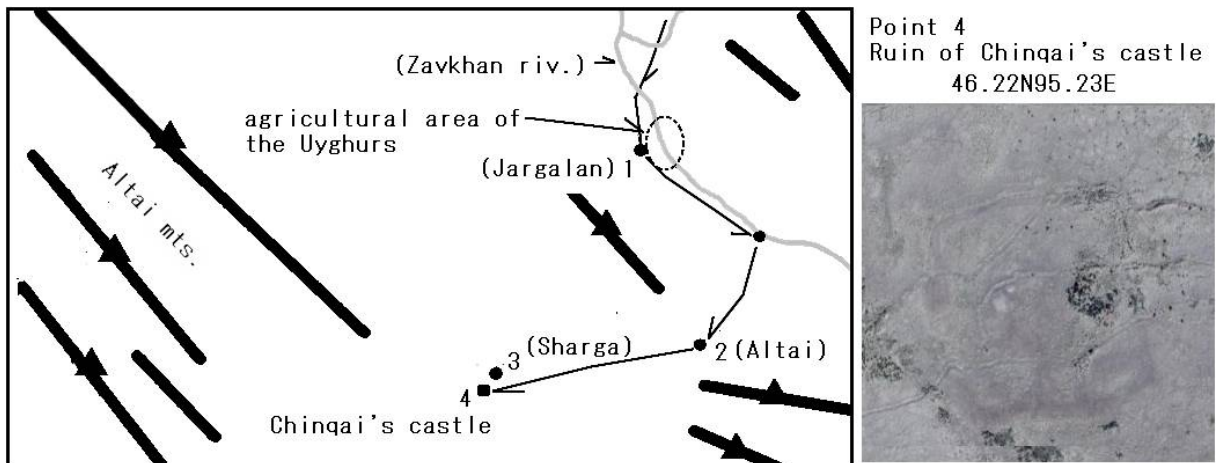 (Zavkhan riv.)
agricultural area of
the Uyghurs
(Jargalan) 1
Altai mts.
3 (Sharga)
2 (Altai)
4
Chinqai's castle
Point 4
Ruin of Chinqai's castle
46.22N95.23E